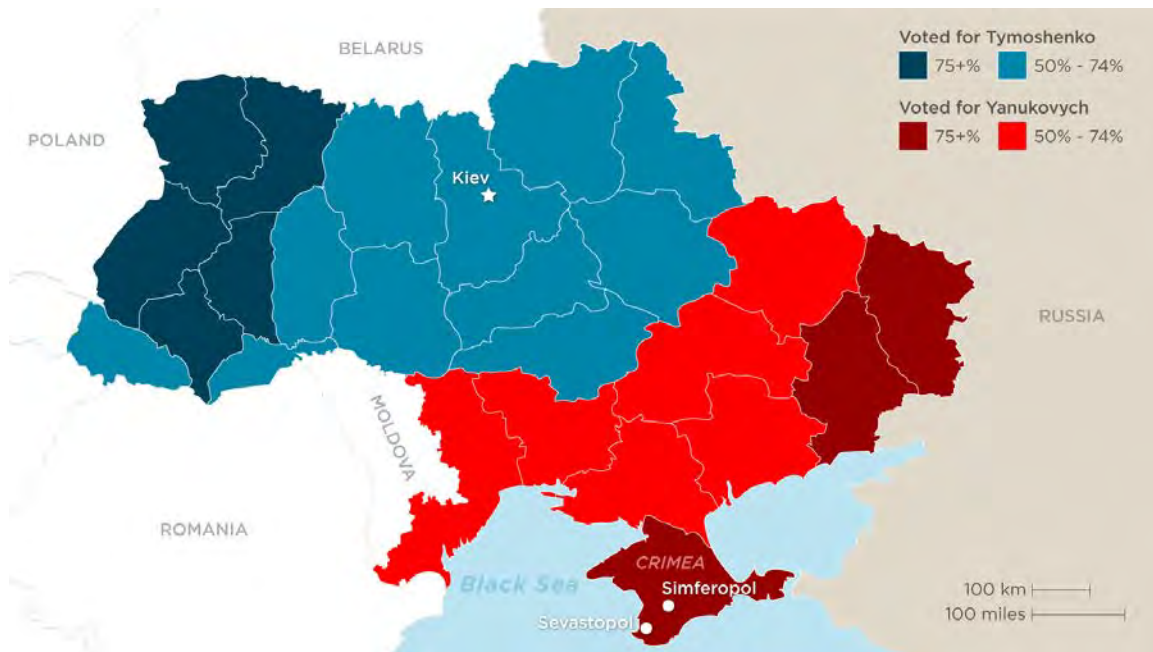 BELARUS
Voted for Tymoshenko
75+% 50% - 74%
Voted for Yanukovych
75+% 50% - 74%
POLAND
Kiev
RUSSIA
MOLDOVA
ROMANIA
CRIMEA
Black Sea
Simferopol
Sevastopol
100 km
100 miles